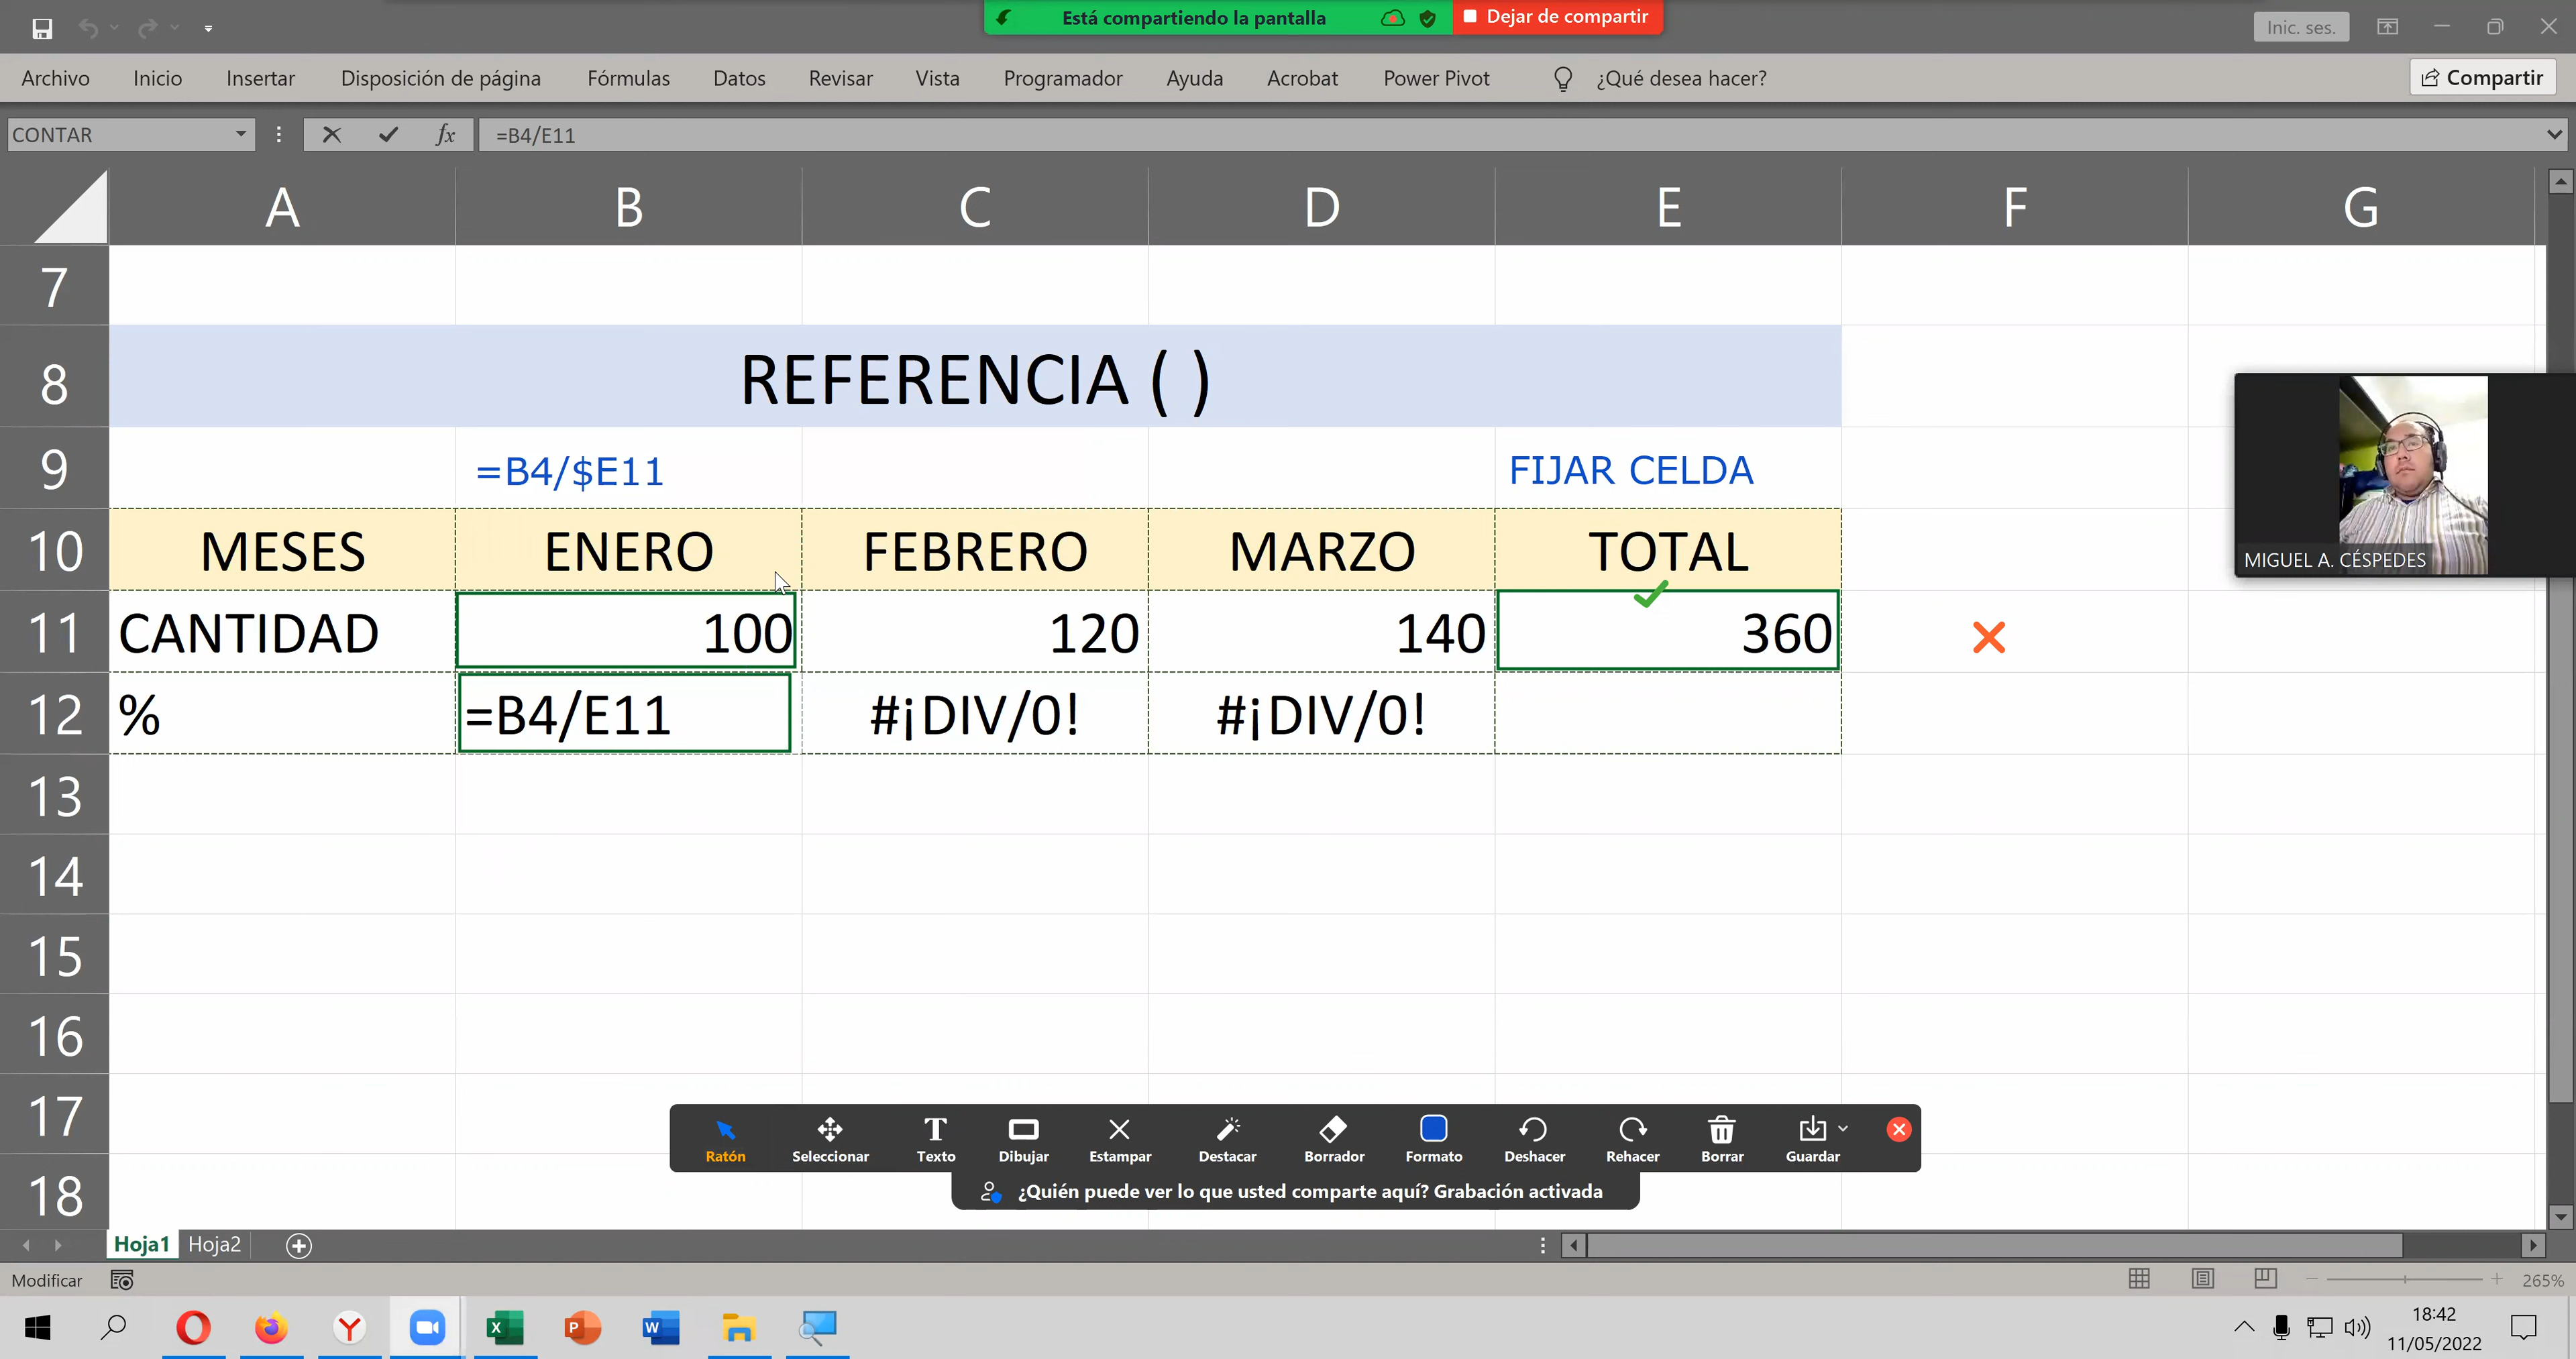 Está compartiendo la pantalla
Dejar de compartir
Inic. ses.
Archivo Inicio Insertar Disposición de página Fórmulas Datos Revisar Vista Programador Ayuda Acrobat Power Pivot ¿Qué desea hacer? Compartir
CONTAR fx =B4/E11
A B C D E F G
7
8 REFERENCIA ( )
9 =B4/$E11 FIJAR CELDA
10 MESES ENERO FEBRERO MARZO TOTAL
MIGUEL A. CÉSPEDES
11 CANTIDAD 100 120 140 360
12 % =B4/E11 #¡DIV/0! #¡DIV/0!
13
14
15
16
17
Ratón Seleccionar Texto Dibujar Estampar Destacar Borrador Formato Deshacer Rehacer Borrar Guardar
¿Quién puede ver lo que usted comparte aquí? Grabación activada
18
Hoja1 Hoja2
Modificar 265%
18:42
11/05/2022